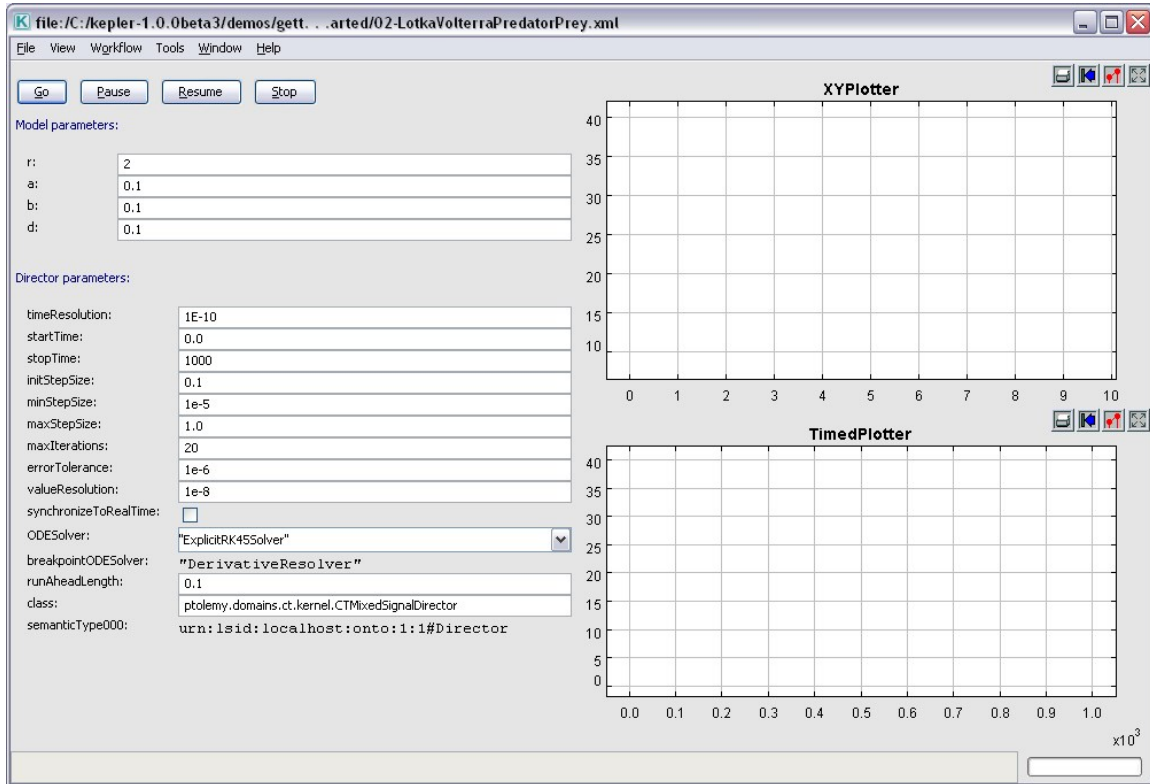 file:/C:/kepler-1.0.0beta3/demos/gett. . .arted/02-LotkaVolterraPredatorPrey.xml
File View Workflow Tools Window Help
Go Pause Resume Stop
Model parameters:
r: 2
a: 0.1
b: 0.1
d: 0.1
Director parameters:
timeResolution: 1E-10
startTime: 0.0
stopTime: 1000
initStepSize: 0.1
minStepSize: 1e-5
maxStepSize: 1.0
maxIterations: 20
errorTolerance: 1e-6
valueResolution: 1e-8
synchronizeToRealTime:
ODESolver: "ExplicitRK45Solver"
breakpointODESolver: "DerivativeResolver"
runAheadLength: 0.1
class: ptolemy.domains.ct.kernel.CTMixedSignalDirector
semanticType000: urn:lsid:localhost:onto:1:1#Director
XYPlotter
40
35
30
25
20
15
10
0 1 2 3 4 5 6 7 8 9 10
TimedPlotter
40
35
30
25
20
15
10
5
0
0.0 0.1 0.2 0.3 0.4 0.5 0.6 0.7 0.8 0.9 1.0
x10³